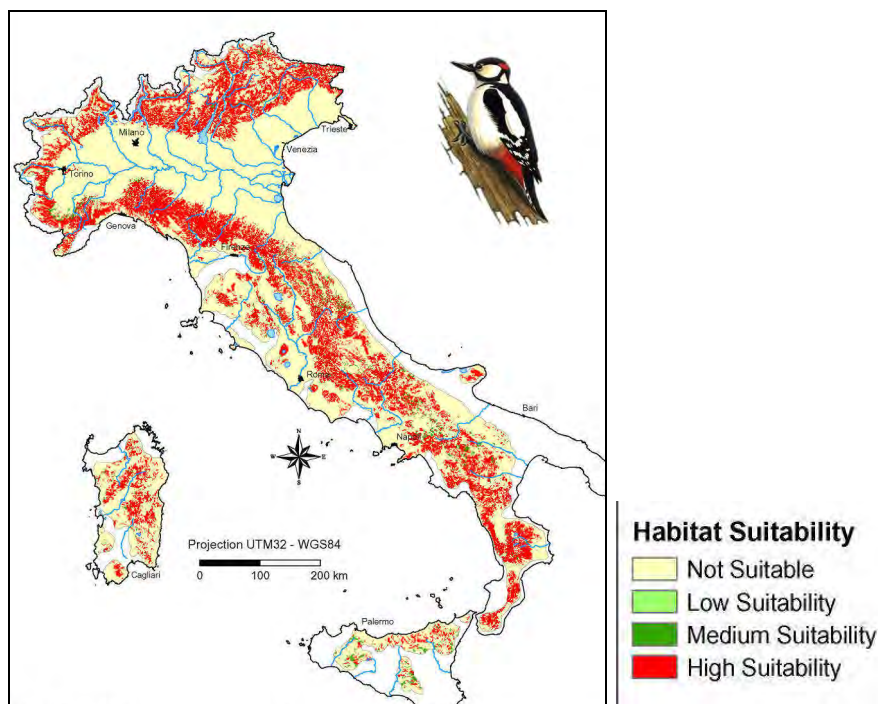 Milano
Trieste
Venezia
Torino
Genova
Firenze
Roma
Bari
Napoli
N
W E
S
Projection UTM32 - WGS84
0 100 200 km
Cagliari
Palermo
Habitat Suitability
Not Suitable
Low Suitability
Medium Suitability
High Suitability